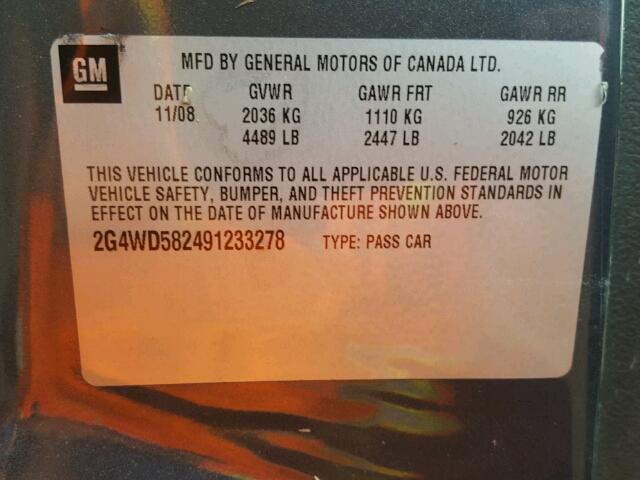 GM
MFD BY GENERAL MOTORS OF CANADA LTD.
DATE GVWR GAWR FRT GAWR RR
11/08 2036 KG 1110 KG 926 KG
4489 LB 2447 LB 2042 LB
THIS VEHICLE CONFORMS TO ALL APPLICABLE U.S. FEDERAL MOTOR
VEHICLE SAFETY, BUMPER, AND THEFT PREVENTION STANDARDS IN
EFFECT ON THE DATE OF MANUFACTURE SHOWN ABOVE.
2G4WD582491233278 TYPE: PASS CAR